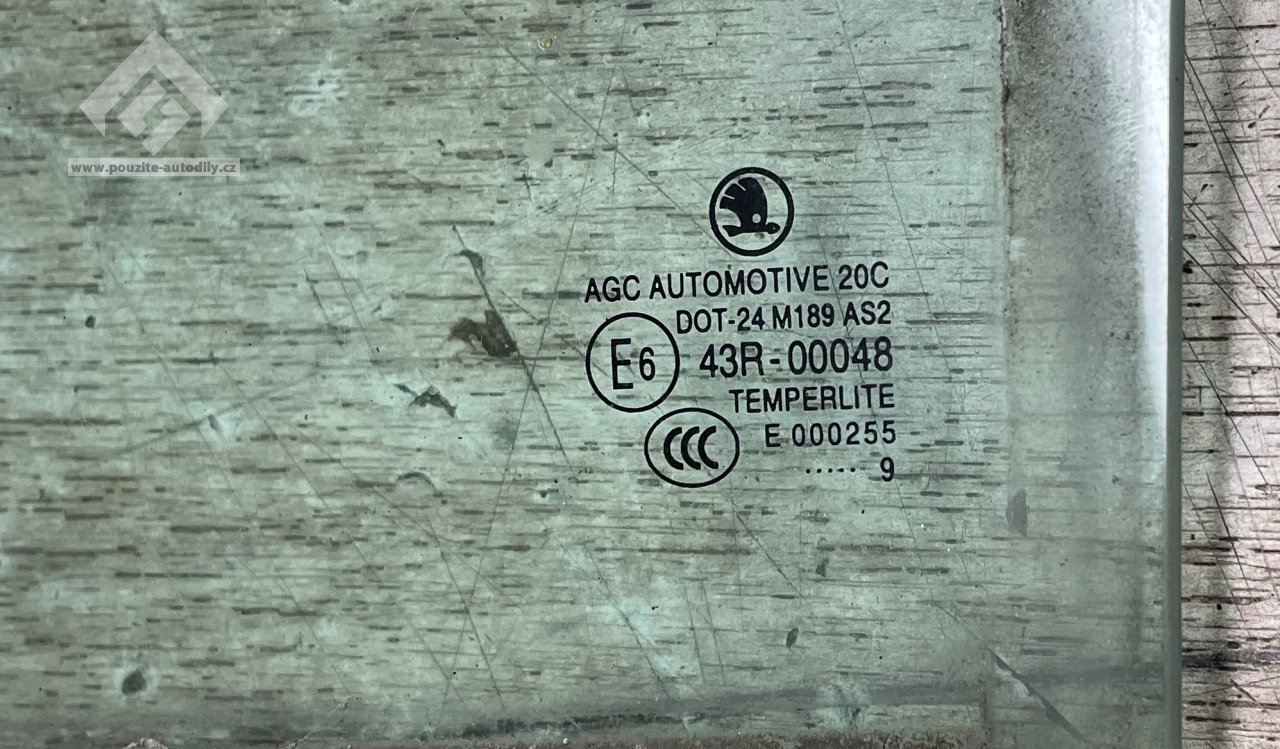 www.pouzite-autodily.cz
AGC AUTOMOTIVE 20C
DOT-24 M189 AS2
E6 43R-00048
TEMPERLITE
CCC E 000255
..... 9